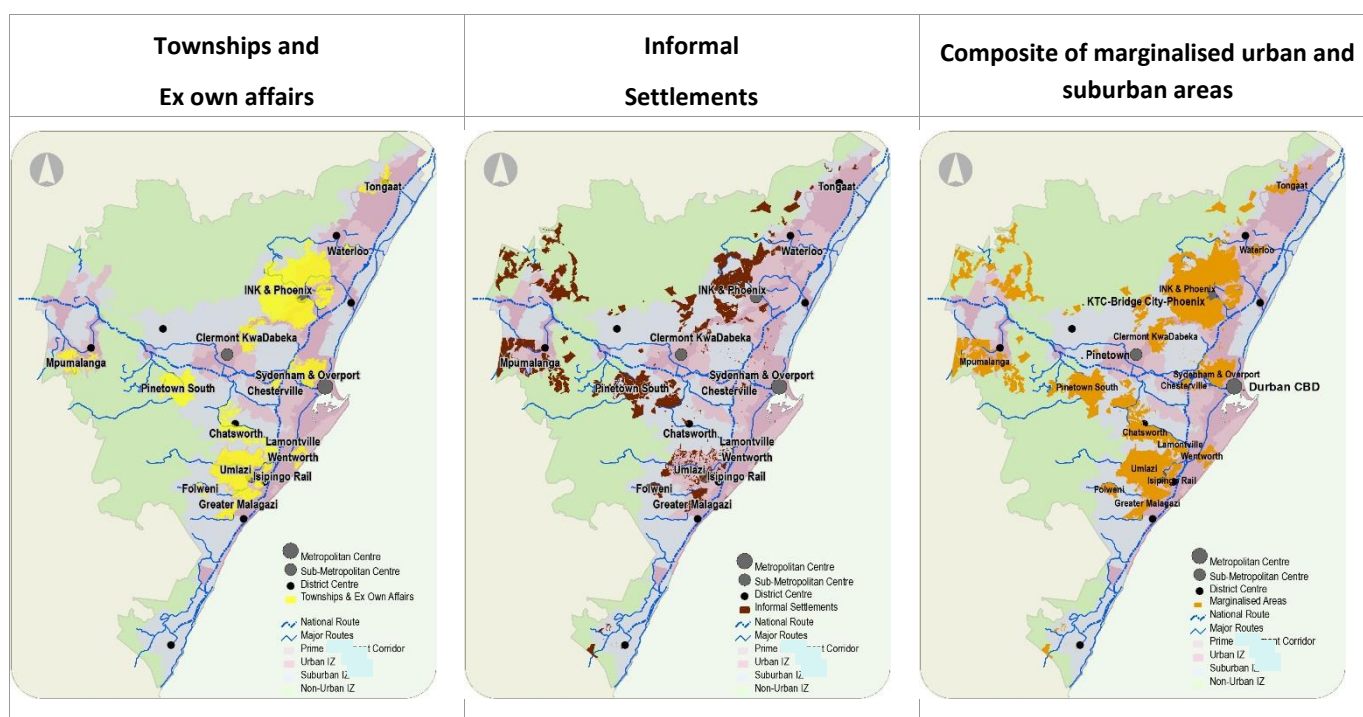 Townships and
Ex own affairs
Informal
Settlements
Composite of marginalised urban and
suburban areas
Tongaat
Waterloo
INK & Phoenix
Clermont KwaDabeka
Mpumalanga
Sydenham & Overport
Pinetown South
Chesterville
Chatsworth
Lamontville
Wentworth
Umlazi
Isipingo Rail
Folweni
Greater Malagazi
Metropolitan Centre
Sub-Metropolitan Centre
District Centre
Townships & Ex Own Affairs
National Route
Major Routes
Prime
ent Corridor
Urban IZ
Suburban IZ
Non-Urban IZ
Tongaat
Waterloo
INK & Phoenix
Clermont KwaDabeka
Mpumalanga
Sydenham & Overport
Pinetown South
Chesterville
Chatsworth
Lamontville
Wentworth
Umlazi
Isipingo Rail
Folweni
Greater Malagazi
Metropolitan Centre
Sub-Metropolitan Centre
District Centre
Informal Settlements
National Route
Major Routes
Prime
ent Corridor
Urban IZ
Suburban IZ
Non-Urban IZ
Tongaat
Waterloo
INK & Phoenix
. KTC-Bridge City-Phoenix
Clermont KwaDabeka
. Pinetown
Mpumalanga
Sydenham & Overport
Pinetown South
Chesterville
Durban CBD
Chatsworth
Lamontville
Wentworth
Umlazi
Isipingo Rail
Folweni
Greater Malagazi
Metropolitan Centre
Sub-Metropolitan Centre
District Centre
Marginalised Areas
National Route
Major Routes
Prime
ent Corridor
Urban IZ
Suburban IZ
Non-Urban IZ